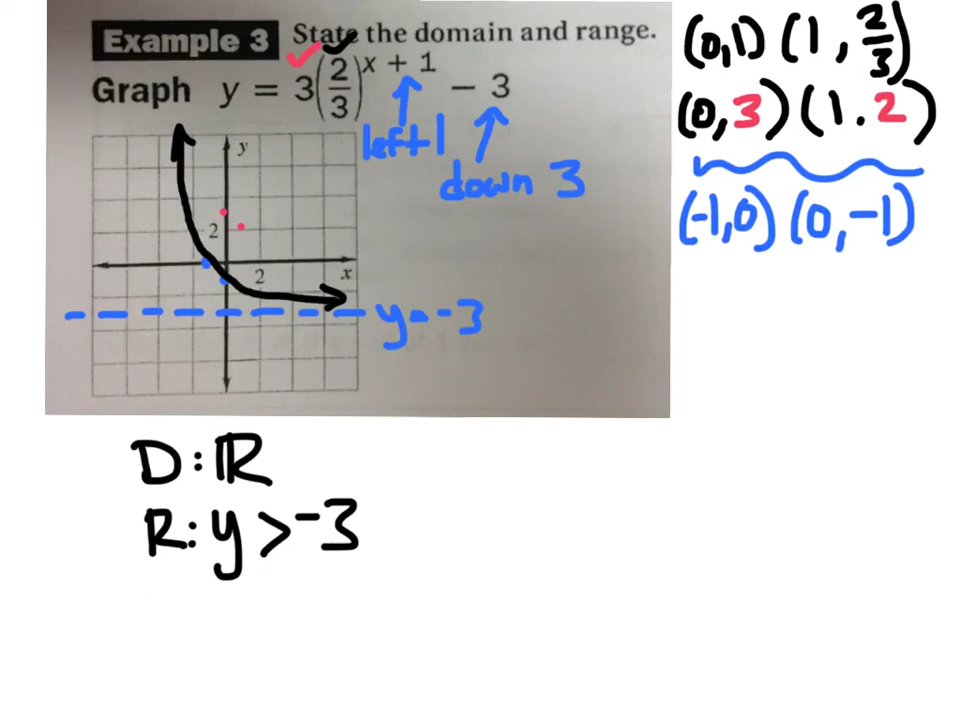 Example 3 State the domain and range.
Graph y = 3(2/3)^x + 1 − 3
left 1
down 3
y
2
2
x
y = -3
(0,1) (1, 2/3)
(0,3) (1.2)
(-1,0) (0,-1)
D: ℝ
R: y > -3